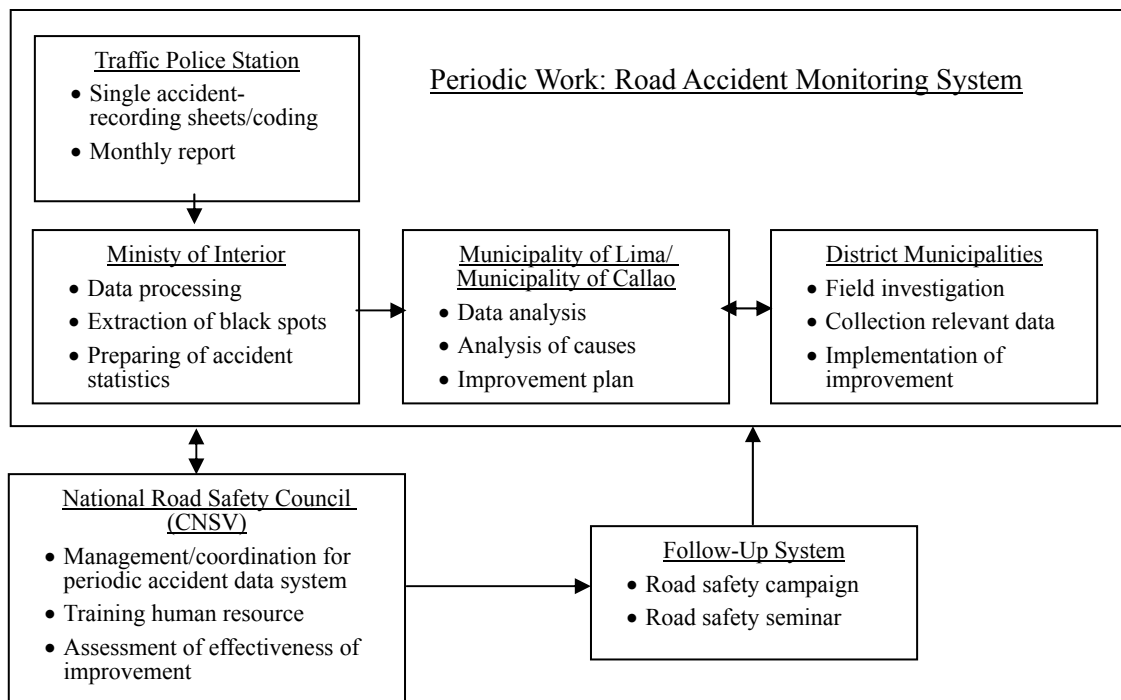 Traffic Police Station
• Single accident-
recording sheets/coding
• Monthly report
Periodic Work: Road Accident Monitoring System
Ministy of Interior
• Data processing
• Extraction of black spots
• Preparing of accident
statistics
Municipality of Lima/
Municipality of Callao
• Data analysis
• Analysis of causes
• Improvement plan
District Municipalities
• Field investigation
• Collection relevant data
• Implementation of
improvement
National Road Safety Council
(CNSV)
• Management/coordination for
periodic accident data system
• Training human resource
• Assessment of effectiveness of
improvement
Follow-Up System
• Road safety campaign
• Road safety seminar